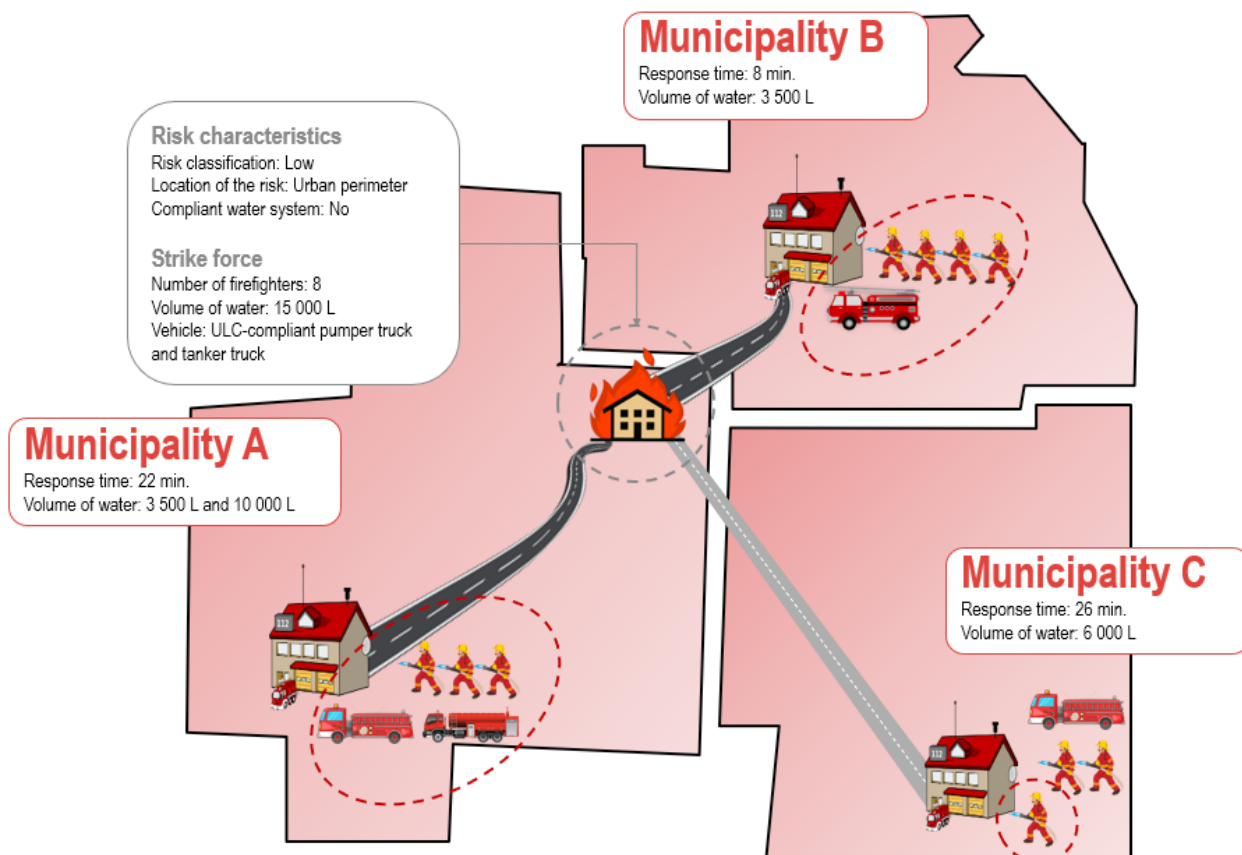 Municipality B
Response time: 8 min.
Volume of water: 3 500 L
Risk characteristics
Risk classification: Low
Location of the risk: Urban perimeter
Compliant water system: No
Strike force
Number of firefighters: 8
Volume of water: 15 000 L
Vehicle: ULC-compliant pumper truck
and tanker truck
112
Municipality A
Response time: 22 min.
Volume of water: 3 500 L and 10 000 L
112
Municipality C
Response time: 26 min.
Volume of water: 6 000 L
112